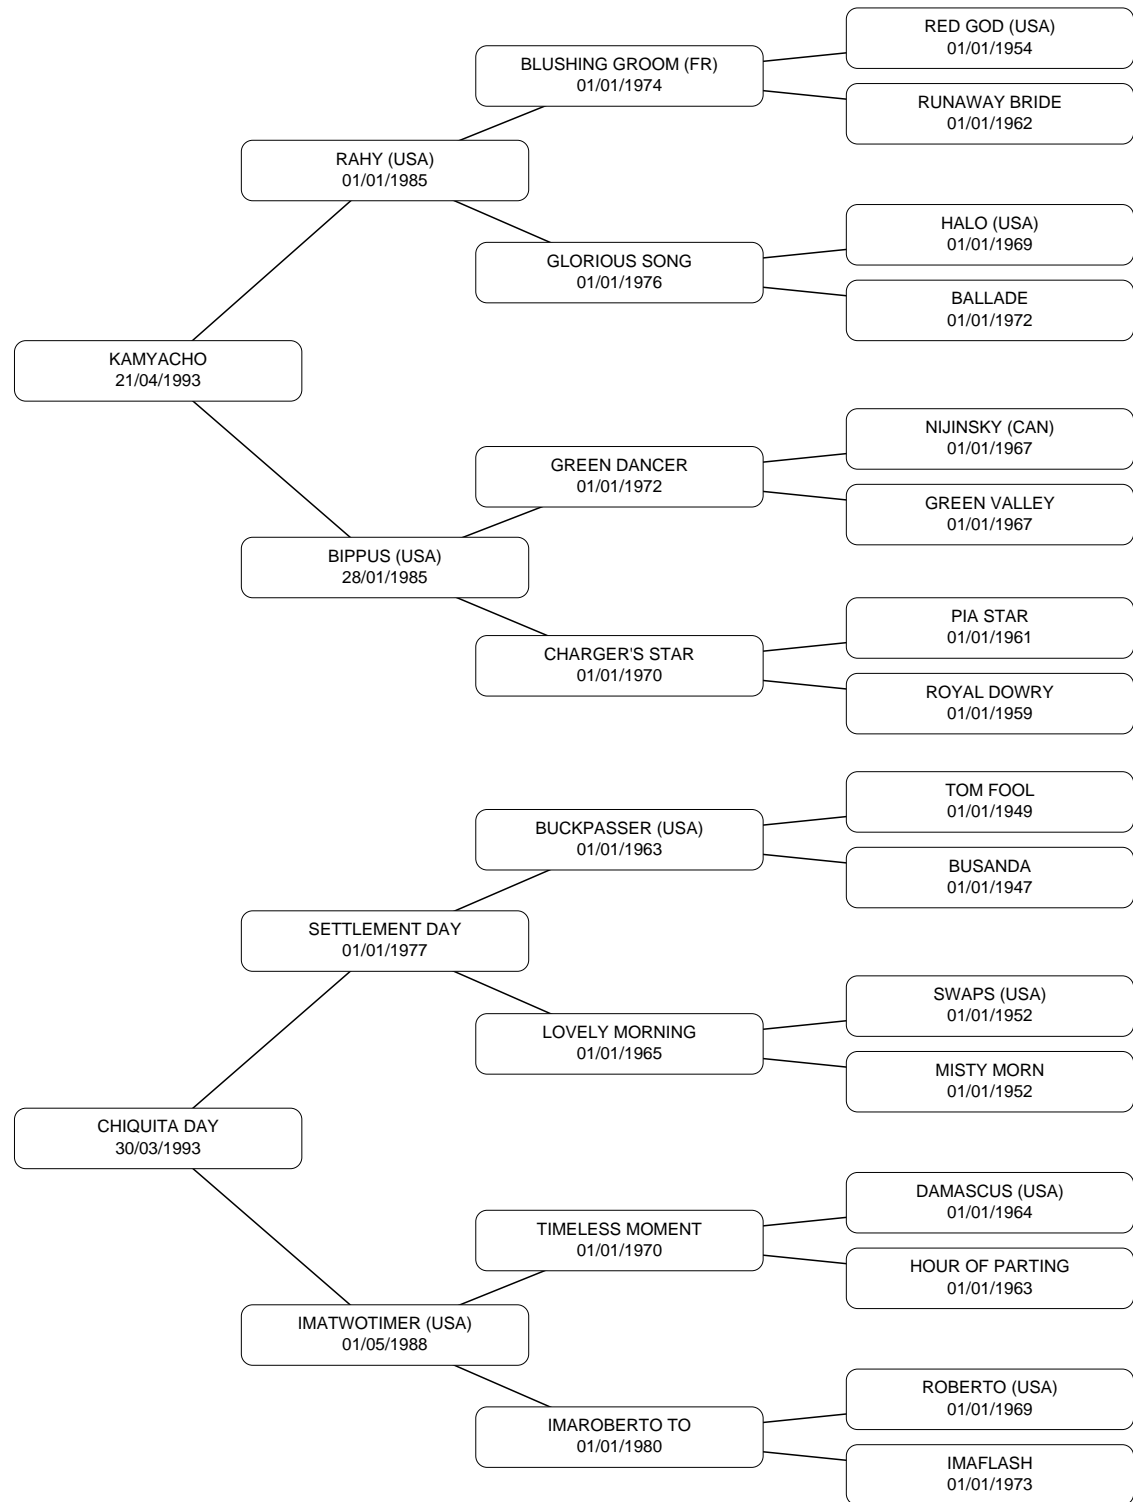 RED GOD (USA)
01/01/1954
BLUSHING GROOM (FR)
01/01/1974
RUNAWAY BRIDE
01/01/1962
RAHY (USA)
01/01/1985
HALO (USA)
01/01/1969
GLORIOUS SONG
01/01/1976
BALLADE
01/01/1972
KAMYACHO
21/04/1993
NIJINSKY (CAN)
01/01/1967
GREEN DANCER
01/01/1972
GREEN VALLEY
01/01/1967
BIPPUS (USA)
28/01/1985
PIA STAR
01/01/1961
CHARGER'S STAR
01/01/1970
ROYAL DOWRY
01/01/1959
TOM FOOL
01/01/1949
BUCKPASSER (USA)
01/01/1963
BUSANDA
01/01/1947
SETTLEMENT DAY
01/01/1977
SWAPS (USA)
01/01/1952
LOVELY MORNING
01/01/1965
MISTY MORN
01/01/1952
CHIQUITA DAY
30/03/1993
DAMASCUS (USA)
01/01/1964
TIMELESS MOMENT
01/01/1970
HOUR OF PARTING
01/01/1963
IMATWOTIMER (USA)
01/05/1988
ROBERTO (USA)
01/01/1969
IMAROBERTO TO
01/01/1980
IMAFLASH
01/01/1973